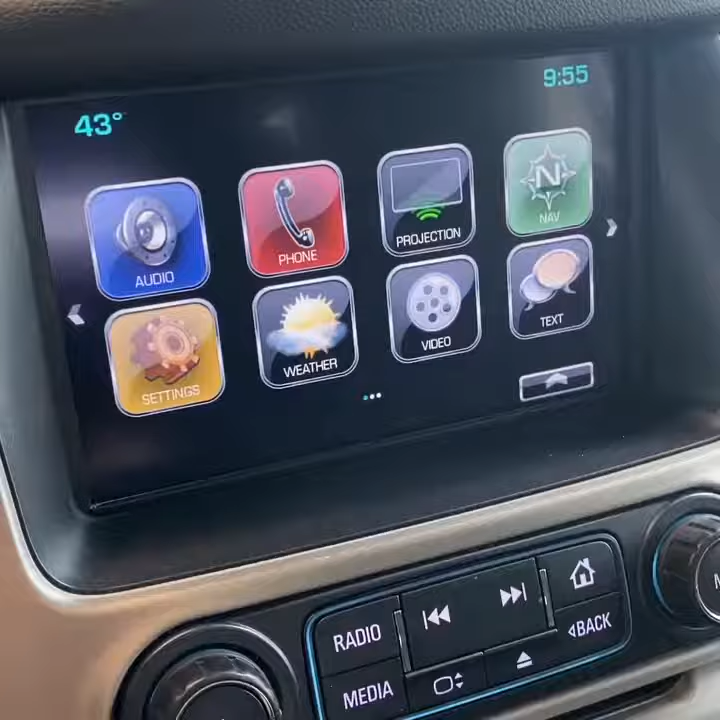 43°
9:55
AUDIO
PHONE
PROJECTION
N
NAV
SETTINGS
WEATHER
VIDEO
TEXT
RADIO
MEDIA
BACK